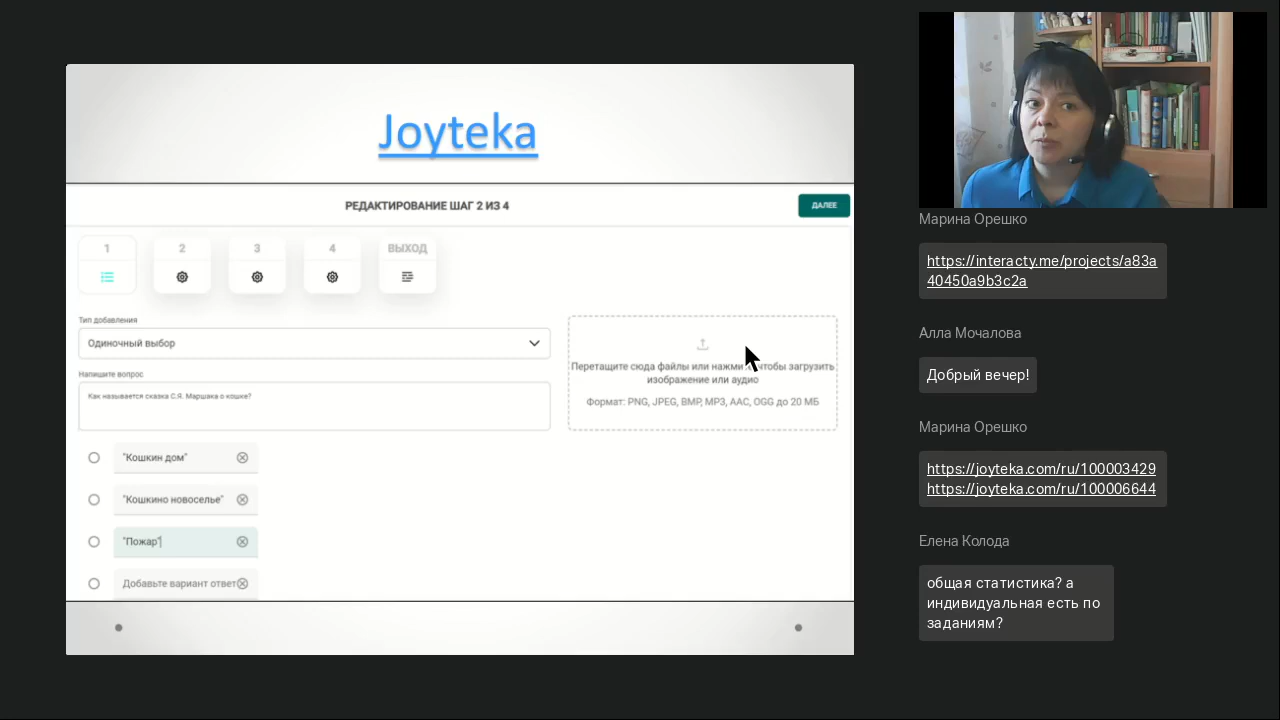 Joyteka
РЕДАКТИРОВАНИЕ ШАГ 2 ИЗ 4
ДАЛЕЕ
1
2
3
4
ВЫХОД
Тип добавления
Одиночный выбор
Напишите вопрос
Как называется сказка С.Я. Маршака о кошке?
Перетащите сюда файлы или чтобы загрузить
изображение или аудио
Формат: PNG, JPEG, BMP, MP3, AAC, OGG до 20 МБ
"Кошкин дом"
"Кошкино новоселье"
"Пожар"
Добавьте вариант ответ
Марина Орешко
https://interacty.me/projects/a83a
40450a9b3c2a
Алла Мочалова
Добрый вечер!
Марина Орешко
https://joyteka.com/ru/100003429
https://joyteka.com/ru/100006644
Елена Колода
общая статистика? а
индивидуальная есть по
заданиям?